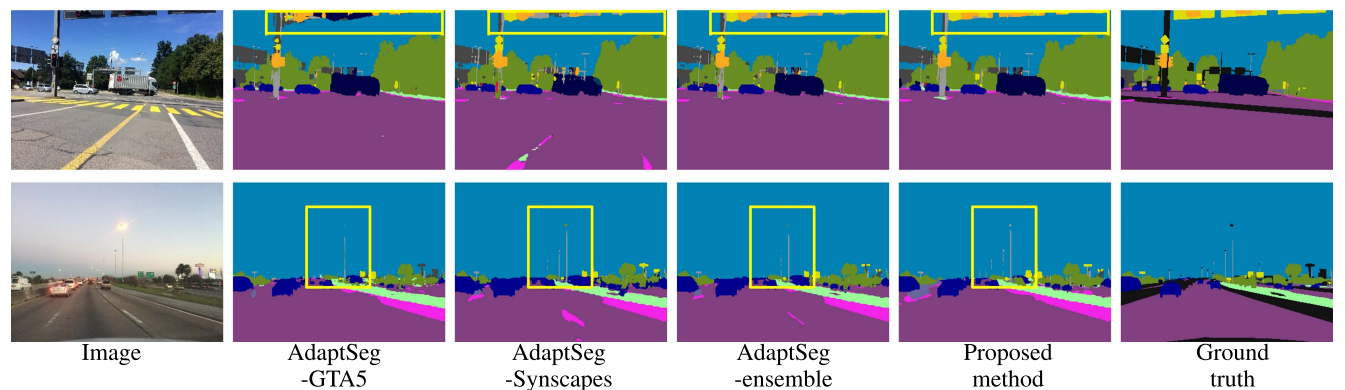 Image
AdaptSeg
-GTA5
AdaptSeg
-Synscapes
AdaptSeg
-ensemble
Proposed
method
Ground
truth